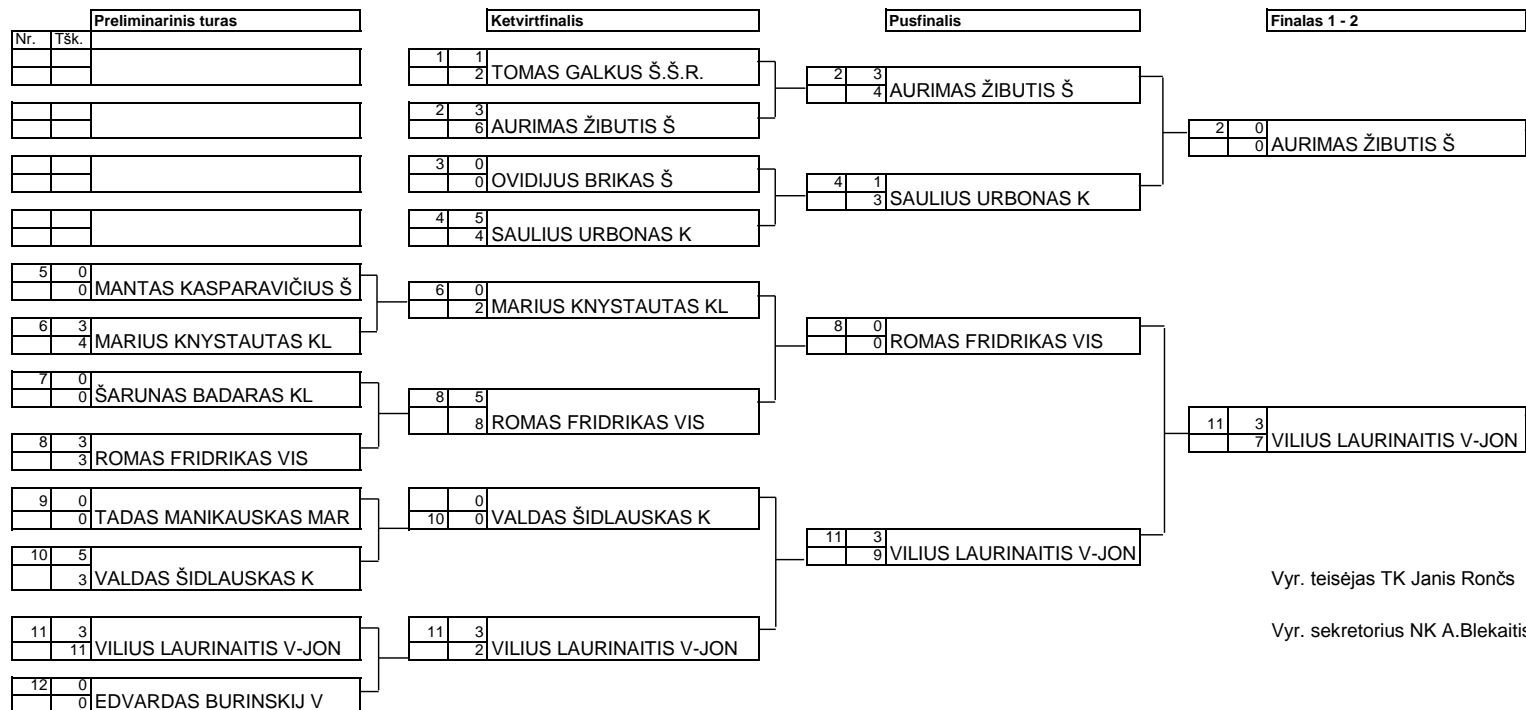 Preliminarinis turas Ketvirtfinalis Pusfinalis Finalas 1 - 2
Nr. Tšk.
1 1
2 TOMAS GALKUS Š.Š.R.
2 3
4 AURIMAS ŽIBUTIS Š
2 3
6 AURIMAS ŽIBUTIS Š
2 0
0 AURIMAS ŽIBUTIS Š
3 0
0 OVIDIJUS BRIKAS Š
4 1
3 SAULIUS URBONAS K
4 5
4 SAULIUS URBONAS K
5 0
0 MANTAS KASPARAVIČIUS Š
6 0
2 MARIUS KNYSTAUTAS KL
6 3
4 MARIUS KNYSTAUTAS KL
8 0
0 ROMAS FRIDRIKAS VIS
7 0
0 ŠARUNAS BADARAS KL
8 5
8 ROMAS FRIDRIKAS VIS
11 3
7 VILIUS LAURINAITIS V-JON
8 3
3 ROMAS FRIDRIKAS VIS
9 0
0 TADAS MANIKAUSKAS MAR
0
10 0 VALDAS ŠIDLAUSKAS K
11 3
9 VILIUS LAURINAITIS V-JON
10 5
3 VALDAS ŠIDLAUSKAS K
Vyr. teisėjas TK Janis Rončs
11 3
11 VILIUS LAURINAITIS V-JON
11 3
2 VILIUS LAURINAITIS V-JON
Vyr. sekretorius NK A.Blekaitis
12 0
0 EDVARDAS BURINSKIJ V